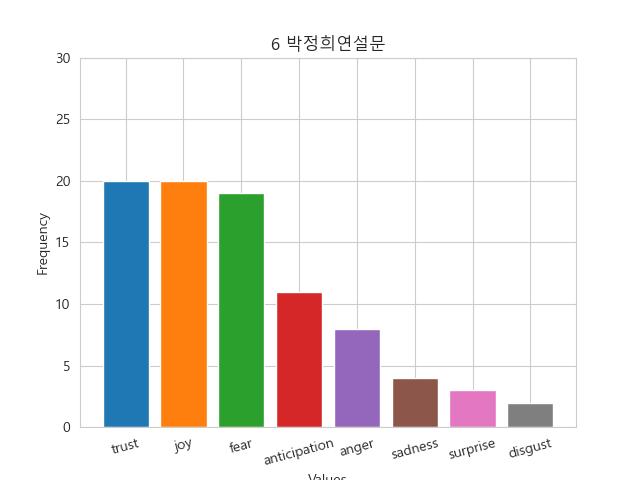 6 박정희연설문
Frequency
30
25
20
15
10
5
0
trust joy fear anticipation anger sadness surprise disgust
Values